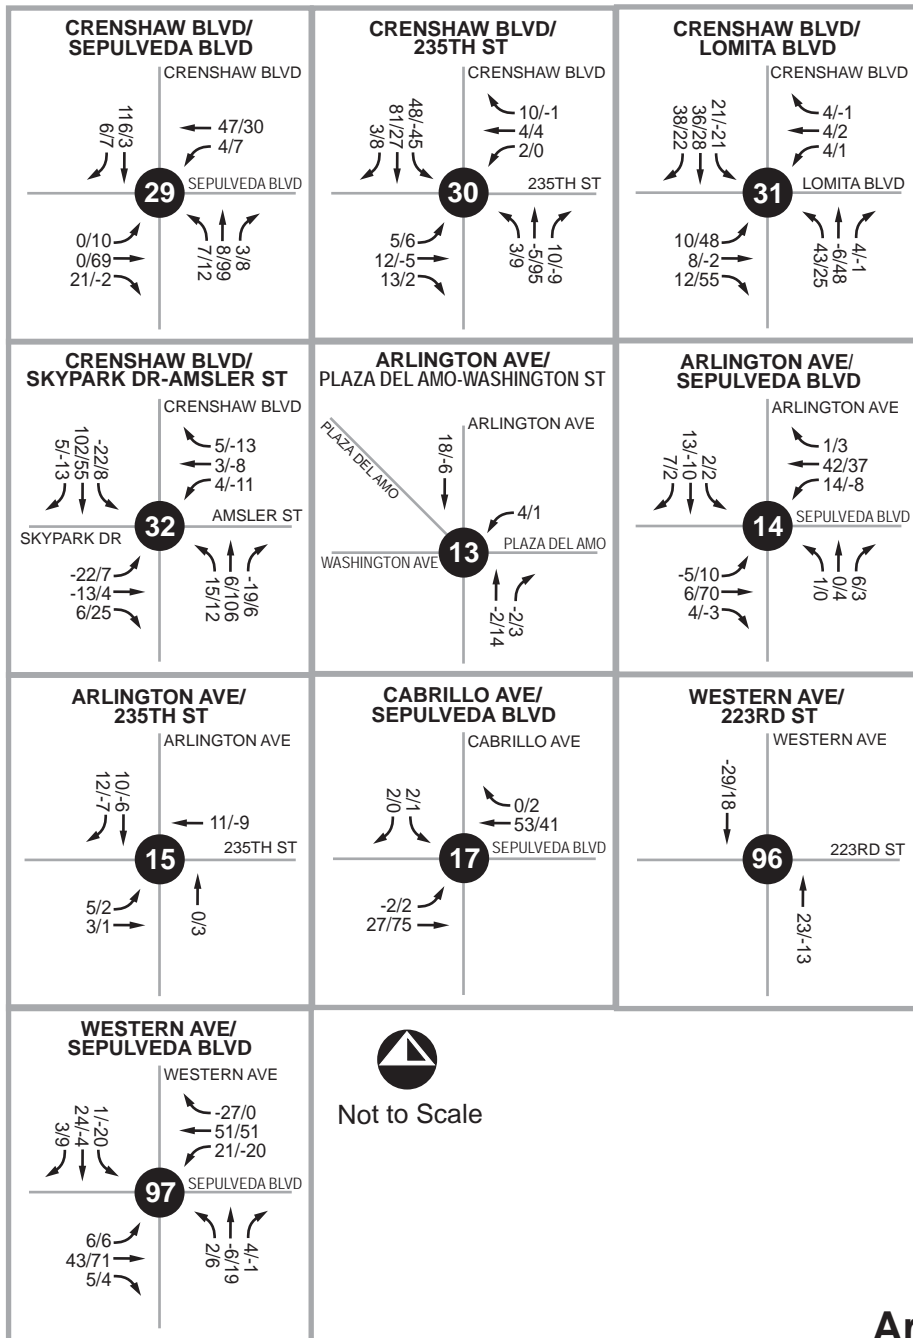 CRENSHAW BLVD/
SEPULVEDA BLVD
CRENSHAW BLVD
116/3
6/7
47/30
4/7
29
SEPULVEDA BLVD
0/10
0/69
21/-2
7/12
8/99
3/8
CRENSHAW BLVD/
235TH ST
CRENSHAW BLVD
48/-45
81/27
3/8
10/-1
4/4
2/0
30
235TH ST
5/6
12/-5
13/2
3/9
-5/95
10/-9
CRENSHAW BLVD/
LOMITA BLVD
CRENSHAW BLVD
21/-21
36/28
38/22
4/-1
4/2
4/1
31
LOMITA BLVD
10/48
8/-2
12/55
43/25
-6/48
4/-1
CRENSHAW BLVD/
SKYPARK DR-AMSLER ST
CRENSHAW BLVD
-22/8
102/55
5/-13
5/-13
3/-8
4/-11
32
AMSLER ST
SKYPARK DR
-22/7
-13/4
6/25
15/12
6/106
-19/6
ARLINGTON AVE/
PLAZA DEL AMO-WASHINGTON ST
ARLINGTON AVE
PLAZA DEL AMO
18/-6
4/1
13
WASHINGTON AVE
PLAZA DEL AMO
-2/14
-2/3
ARLINGTON AVE/
SEPULVEDA BLVD
ARLINGTON AVE
2/2
13/-10
7/2
1/3
42/37
14/-8
14
SEPULVEDA BLVD
-5/10
6/70
4/-3
1/0
0/4
6/3
ARLINGTON AVE/
235TH ST
ARLINGTON AVE
10/-6
12/-7
11/-9
15
235TH ST
5/2
3/1
0/3
CABRILLO AVE/
SEPULVEDA BLVD
CABRILLO AVE
2/1
2/0
0/2
53/41
17
SEPULVEDA BLVD
-2/2
27/75
WESTERN AVE/
223RD ST
WESTERN AVE
-29/18
96
223RD ST
23/-13
WESTERN AVE/
SEPULVEDA BLVD
WESTERN AVE
1/-20
24/-4
3/9
-27/0
51/51
21/-20
97
SEPULVEDA BLVD
6/6
43/71
5/4
2/6
-6/19
4/-1
Not to Scale
Ar